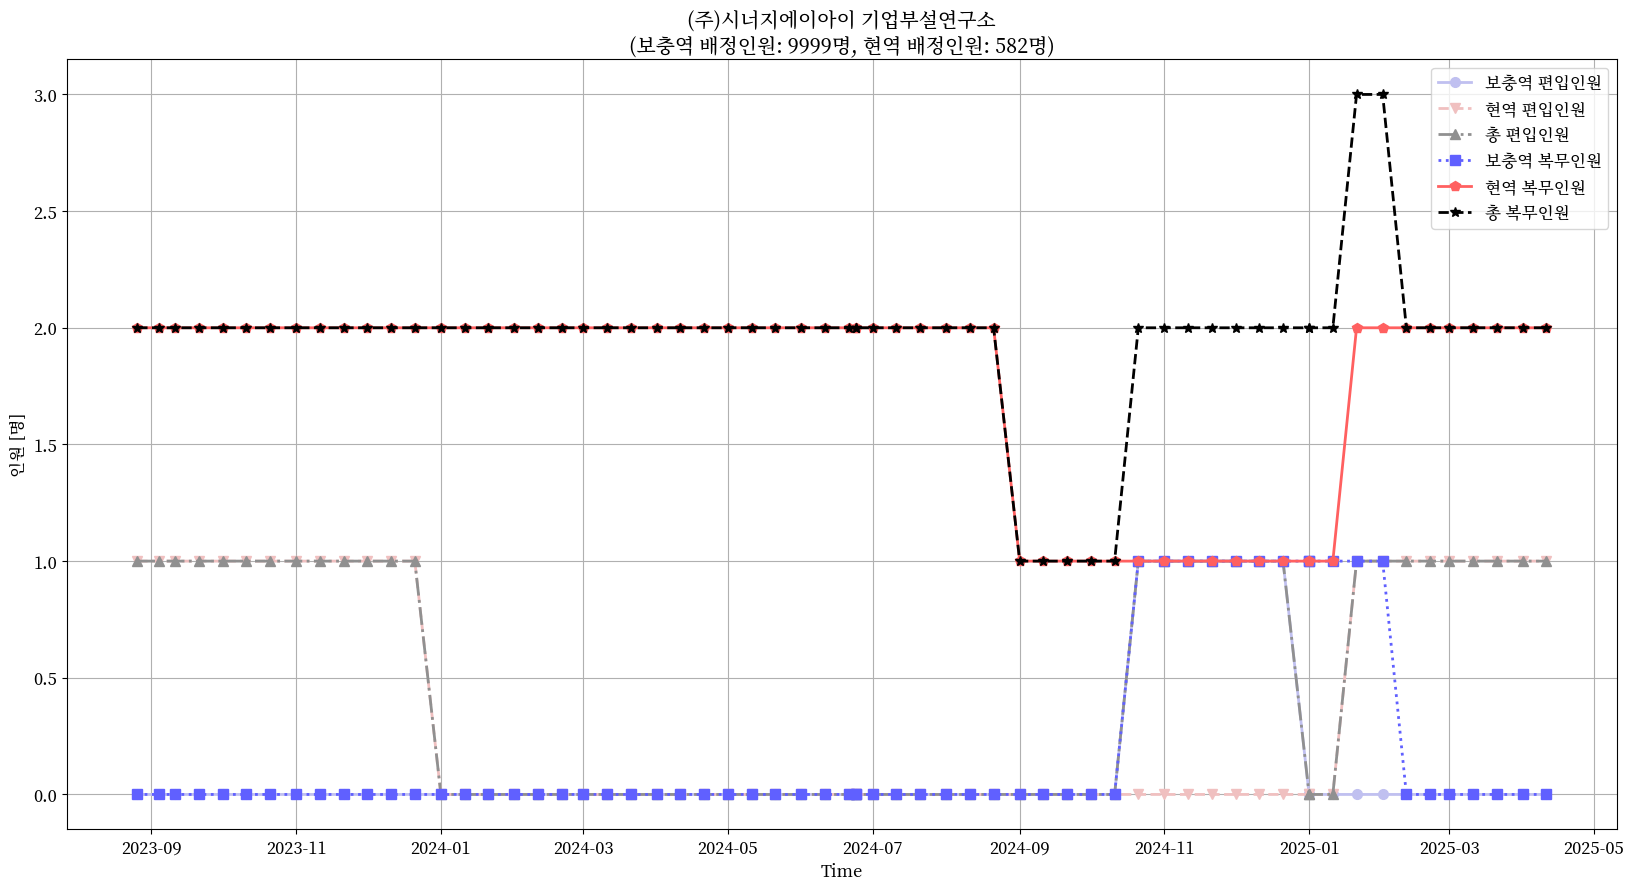 (주)시너지에이아이 기업부설연구소
(보충역 배정인원: 9999명, 현역 배정인원: 582명)
보충역 편입인원
현역 편입인원
총 편입인원
보충역 복무인원
현역 복무인원
총 복무인원
3.0
2.5
2.0
1.5
1.0
0.5
0.0
인원 [명]
2023-09
2023-11
2024-01
2024-03
2024-05
2024-07
2024-09
2024-11
2025-01
2025-03
2025-05
Time